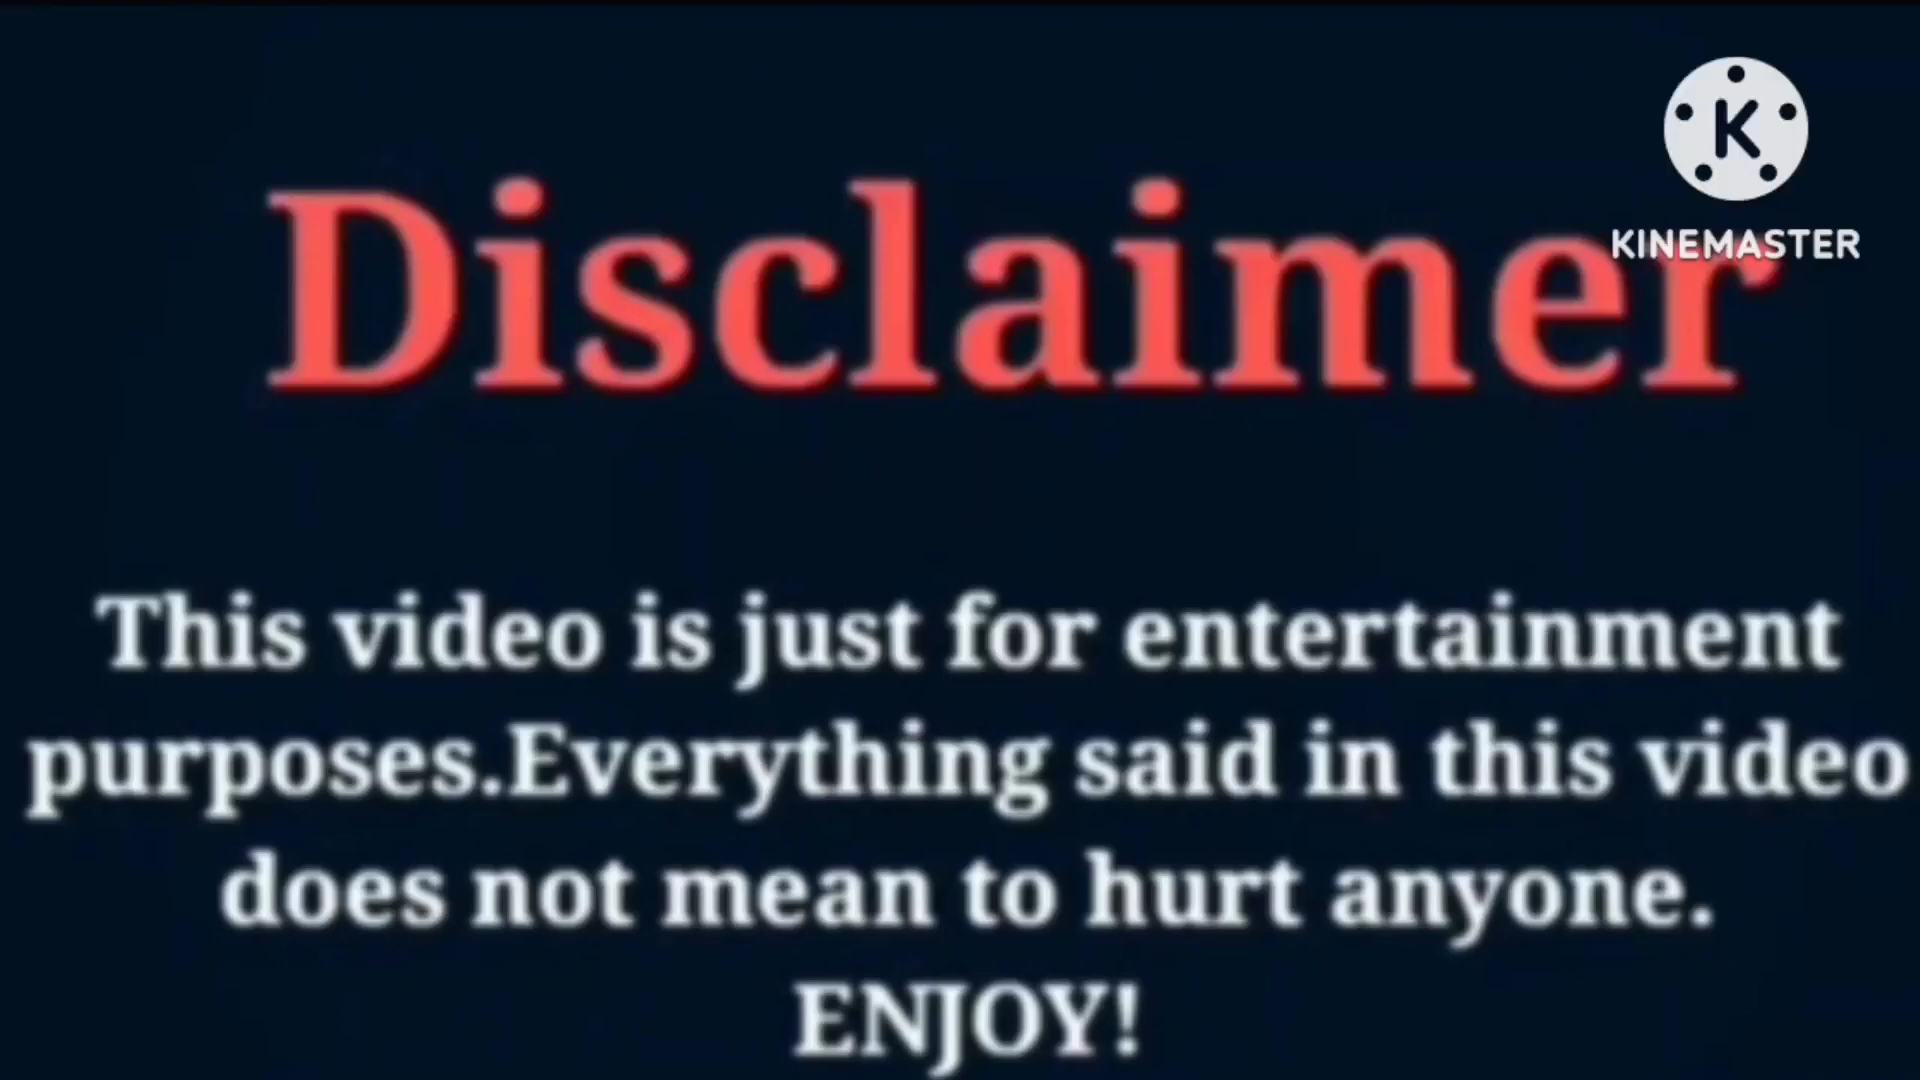 K
KINEMASTER
Disclaimer
This video is just for entertainment
purposes.Everything said in this video
does not mean to hurt anyone.
ENJOY!